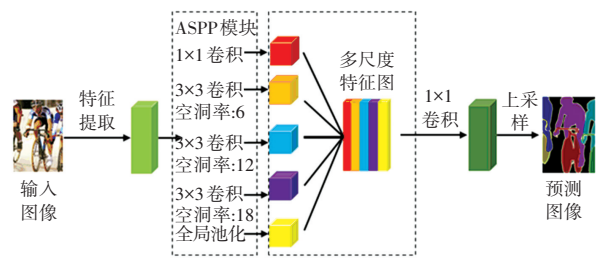 ASPP模块
1×1卷积
3×3卷积
空洞率:6
3×3卷积
空洞率:12
3×3卷积
空洞率:18
全局池化
多尺度
特征图
特征
提取
输入
图像
1×1
卷积
上采
样
预测
图像